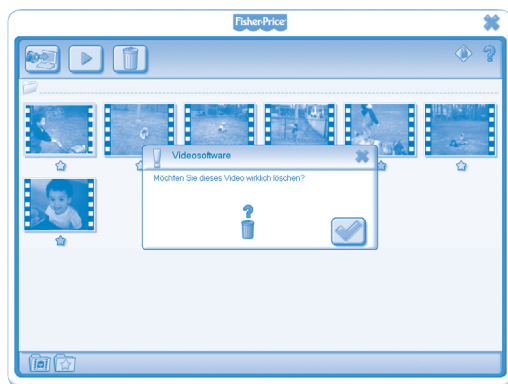 Fisher-Price
Videosoftware
Möchten Sie dieses Video wirklich löschen?